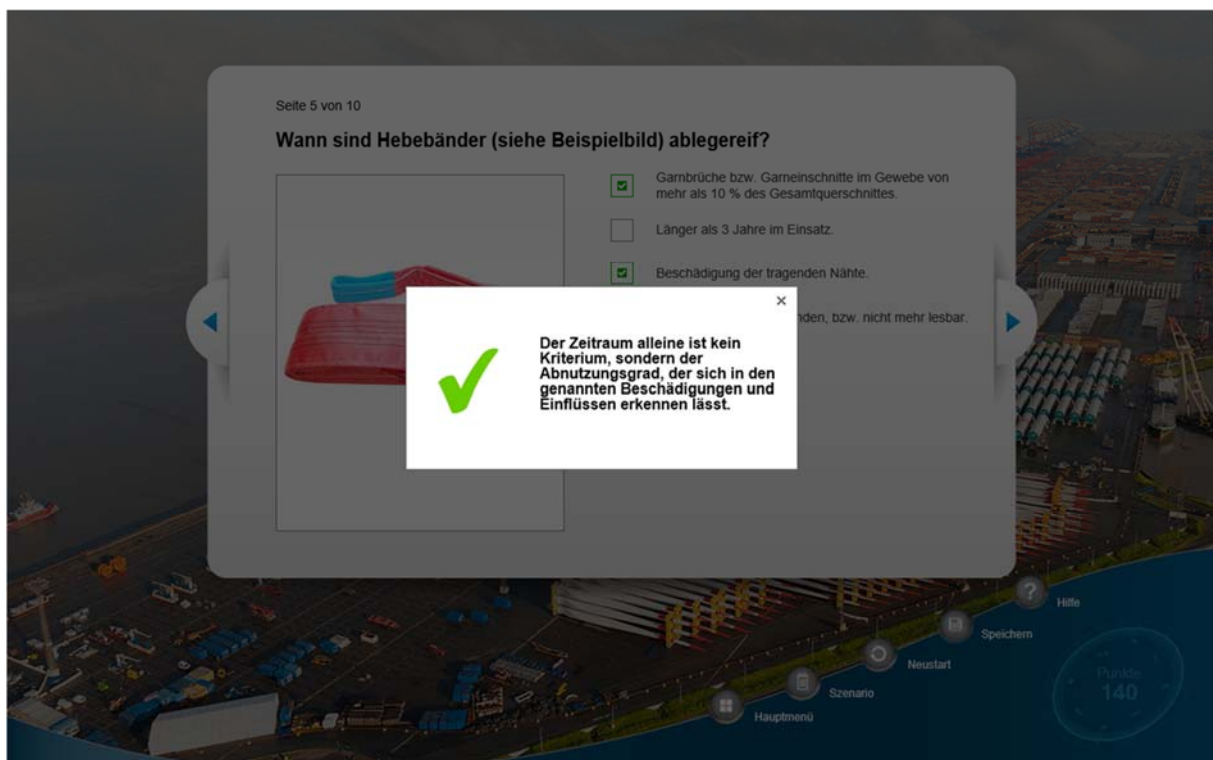 Seite 5 von 10
Wann sind Hebebänder (siehe Beispielbild) ablegereif?
Garnbrüche bzw. Garneinschnitte im Gewebe von
mehr als 10 % des Gesamtquerschnittes.
Länger als 3 Jahre im Einsatz.
Beschädigung der tragenden Nähte.
bzw. nicht mehr lesbar.
Der Zeitraum alleine ist kein
Kriterium, sondern der
Abnutzungsgrad, der sich in den
genannten Beschädigungen und
Einflüssen erkennen lässt.
Hilfe
Speichern
Neustart
Szenario
Hauptmenü
Punkte
140